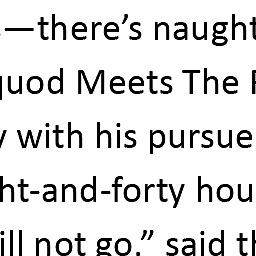 —there’s naught
quod Meets The
with his pursue
ht-and-forty hou
ill not go,” said th